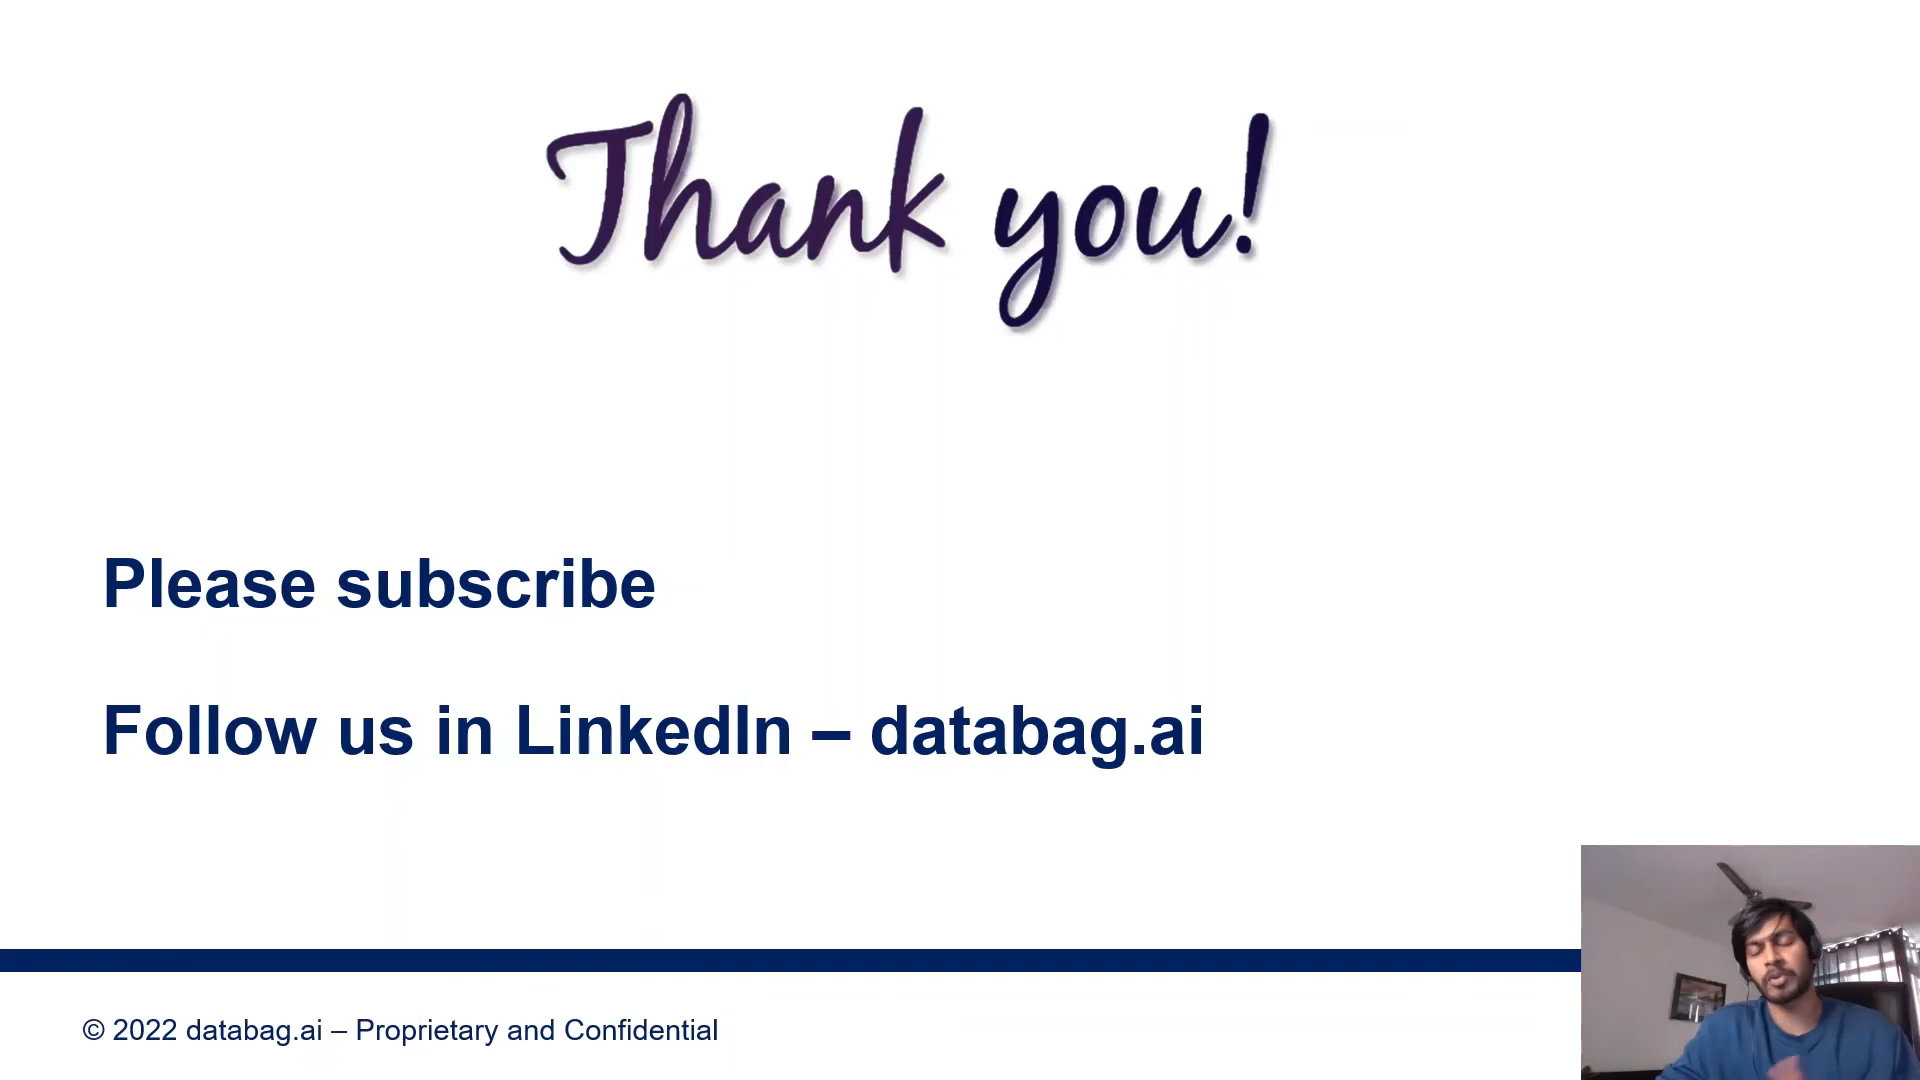 Thank you!
Please subscribe
Follow us in LinkedIn – databag.ai
© 2022 databag.ai – Proprietary and Confidential